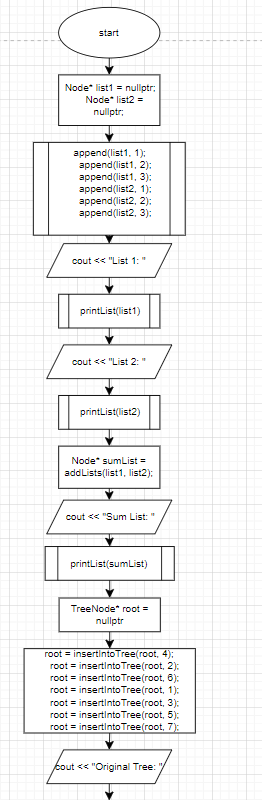 start
Node* list1 = nullptr;
Node* list2 =
nullptr;
append(list1, 1);
append(list1, 2);
append(list1, 3);
append(list2, 1);
append(list2, 2);
append(list2, 3);
cout << "List 1: "
printList(list1)
cout << "List 2: "
printList(list2)
Node* sumList =
addLists(list1, list2);
cout << "Sum List: "
printList(sumList)
TreeNode* root =
nullptr
root = insertIntoTree(root, 4);
root = insertIntoTree(root, 2);
root = insertIntoTree(root, 6);
root = insertIntoTree(root, 1);
root = insertIntoTree(root, 3);
root = insertIntoTree(root, 5);
root = insertIntoTree(root, 7);
cout << "Original Tree: "